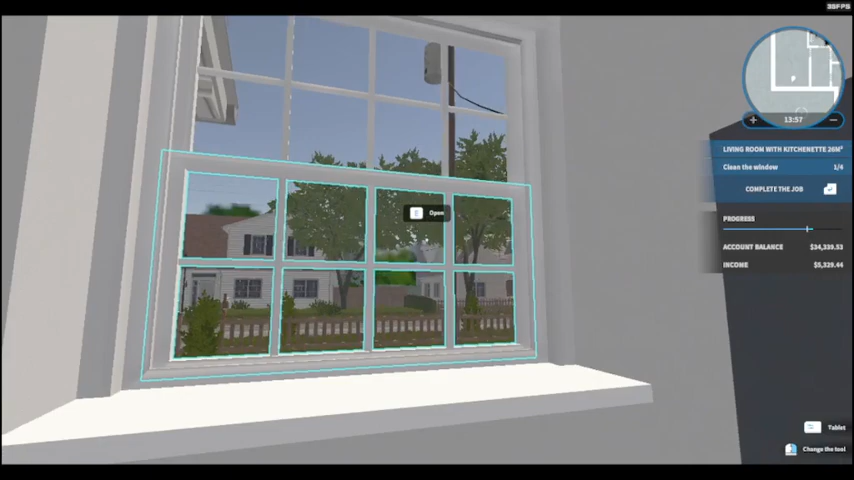 35FPS
13:57
LIVING ROOM WITH KITCHENETTE 26M²
Clean the window 1/4
COMPLETE THE JOB
PROGRESS
ACCOUNT BALANCE $34,339.53
INCOME $5,339.44
E Open
Tablet
Change the tool